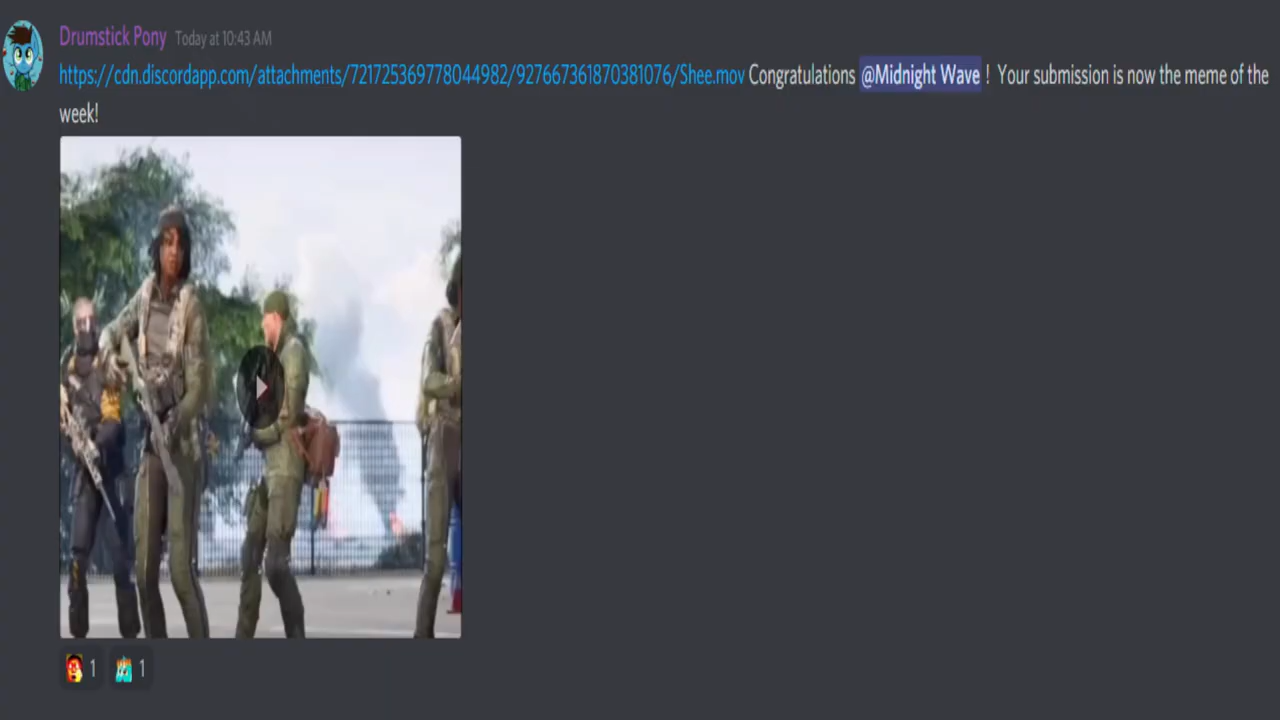 Drumstick Pony Today at 10:43 AM
https://cdn.discordapp.com/attachments/721725369778044982/927667361870381076/Shee.mov Congratulations @Midnight Wave ! Your submission is now the meme of the
week!
1 1